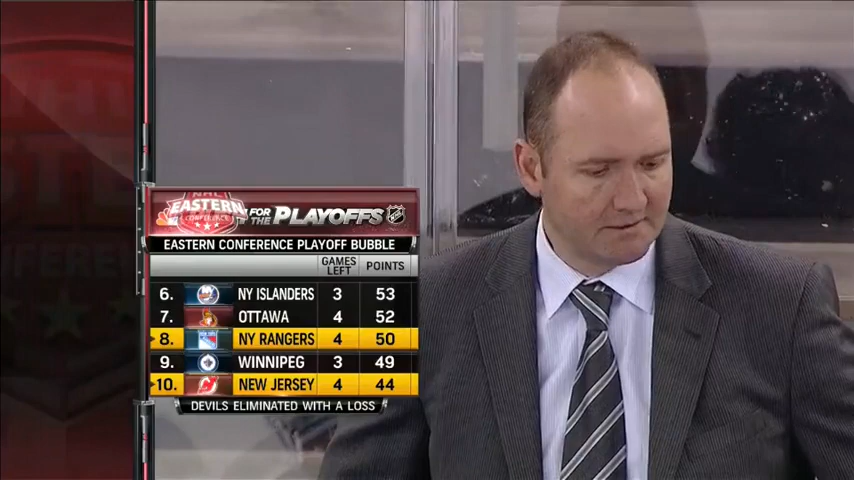 NHL
EASTERN
CONFERENCE
FOR THE PLAYOFFS NHL
EASTERN CONFERENCE PLAYOFF BUBBLE
GAMES LEFT POINTS
6. NY ISLANDERS 3 53
7. OTTAWA 4 52
8. NY RANGERS 4 50
9. WINNIPEG 3 49
10. NEW JERSEY 4 44
DEVILS ELIMINATED WITH A LOSS